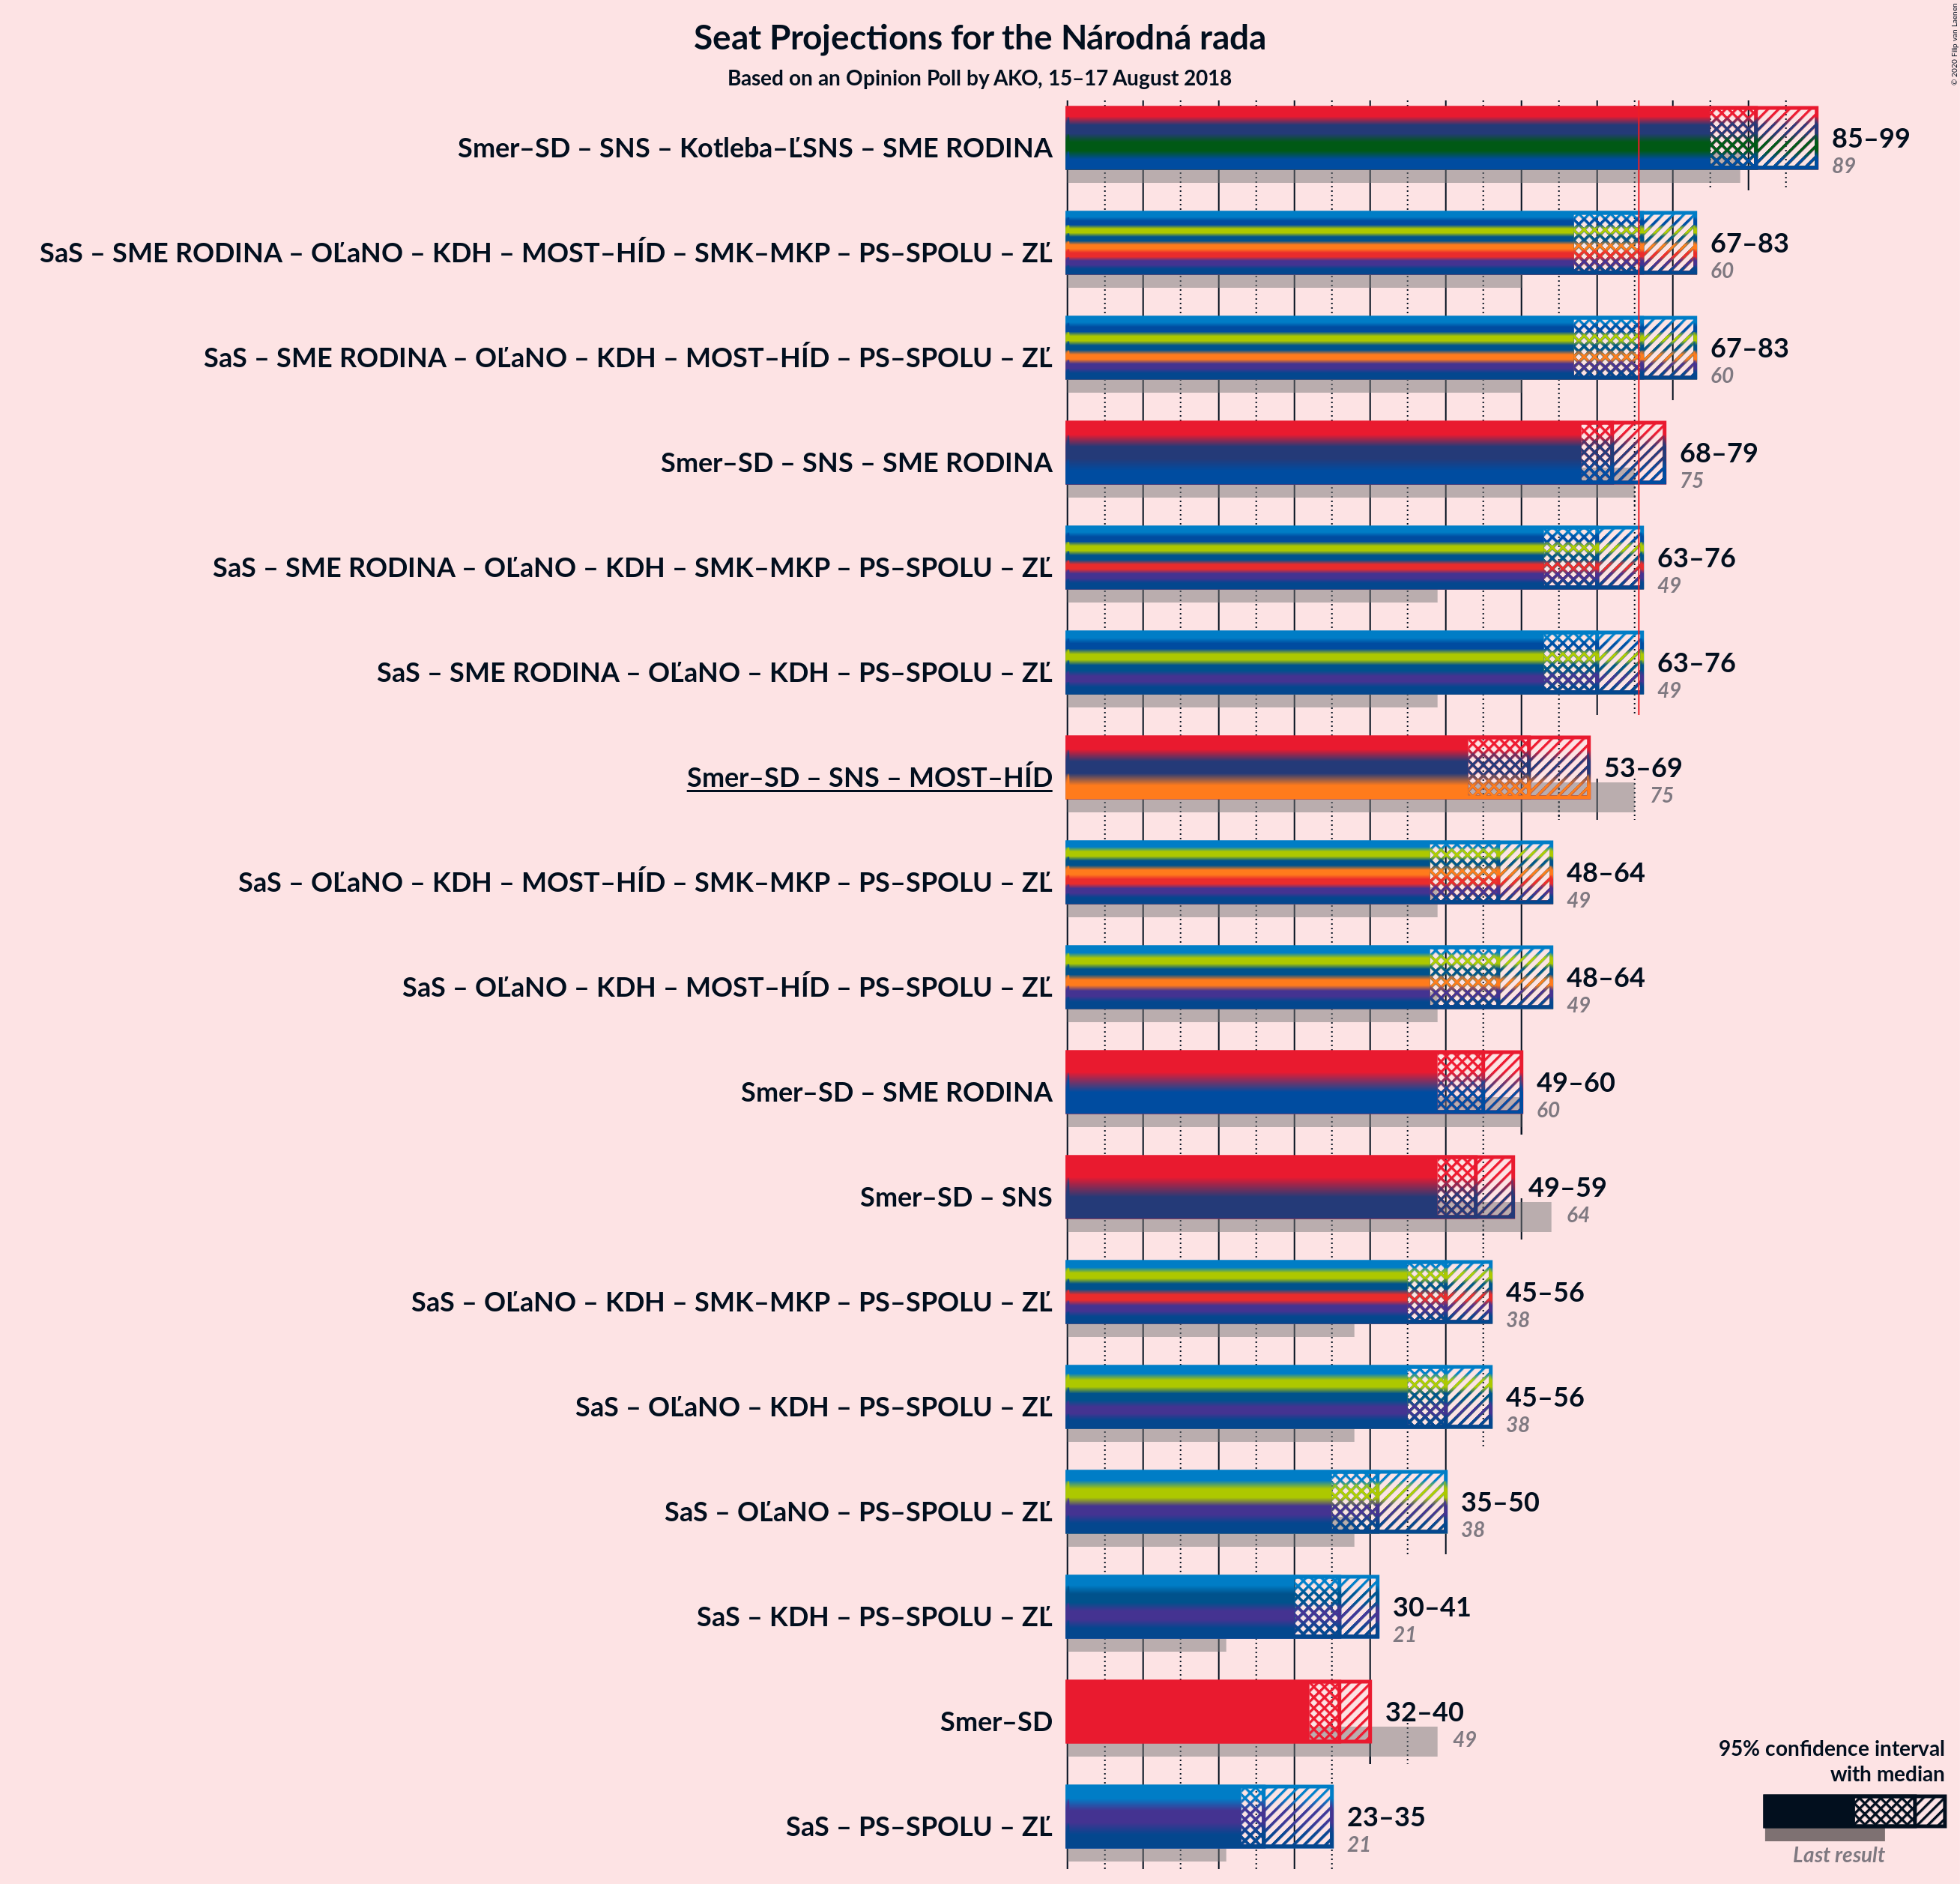 Seat Projections for the Národná rada
Based on an Opinion Poll by AKO, 15–17 August 2018
© 2020 Filip van Laenen
Smer–SD – SNS – Kotleba–ĽSNS – SME RODINA
85–99
89
SaS – SME RODINA – OĽaNO – KDH – MOST–HÍD – SMK–MKP – PS–SPOLU – ZĽ
67–83
60
SaS – SME RODINA – OĽaNO – KDH – MOST–HÍD – PS–SPOLU – ZĽ
67–83
60
Smer–SD – SNS – SME RODINA
68–79
75
SaS – SME RODINA – OĽaNO – KDH – SMK–MKP – PS–SPOLU – ZĽ
63–76
49
SaS – SME RODINA – OĽaNO – KDH – PS–SPOLU – ZĽ
63–76
49
Smer–SD – SNS – MOST–HÍD
53–69
75
SaS – OĽaNO – KDH – MOST–HÍD – SMK–MKP – PS–SPOLU – ZĽ
48–64
49
SaS – OĽaNO – KDH – MOST–HÍD – PS–SPOLU – ZĽ
48–64
49
Smer–SD – SME RODINA
49–60
60
Smer–SD – SNS
49–59
64
SaS – OĽaNO – KDH – SMK–MKP – PS–SPOLU – ZĽ
45–56
38
SaS – OĽaNO – KDH – PS–SPOLU – ZĽ
45–56
38
SaS – OĽaNO – PS–SPOLU – ZĽ
35–50
38
SaS – KDH – PS–SPOLU – ZĽ
30–41
21
Smer–SD
32–40
49
SaS – PS–SPOLU – ZĽ
23–35
21
95% confidence interval
with median
Last result